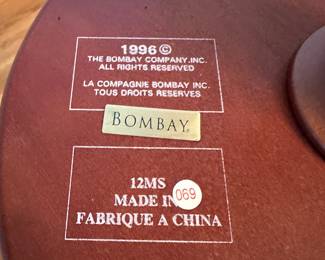 1996 ©
THE BOMBAY COMPANY.INC.
ALL RIGHTS RESERVED
LA COMPAGNIE BOMBAY INC.
TOUS DROITS RESERVES
BOMBAY®
12MS
MADE IN
069
FABRIQUE A CHINA